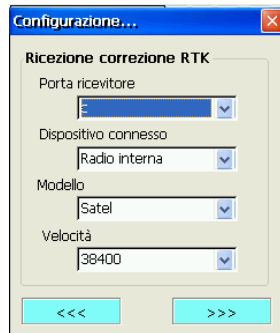 Configurazione...
Ricezione correzione RTK
Porta ricevitore
Dispositivo connesso
Radio interna
Modello
Satel
Velocità
38400
<<<
>>>